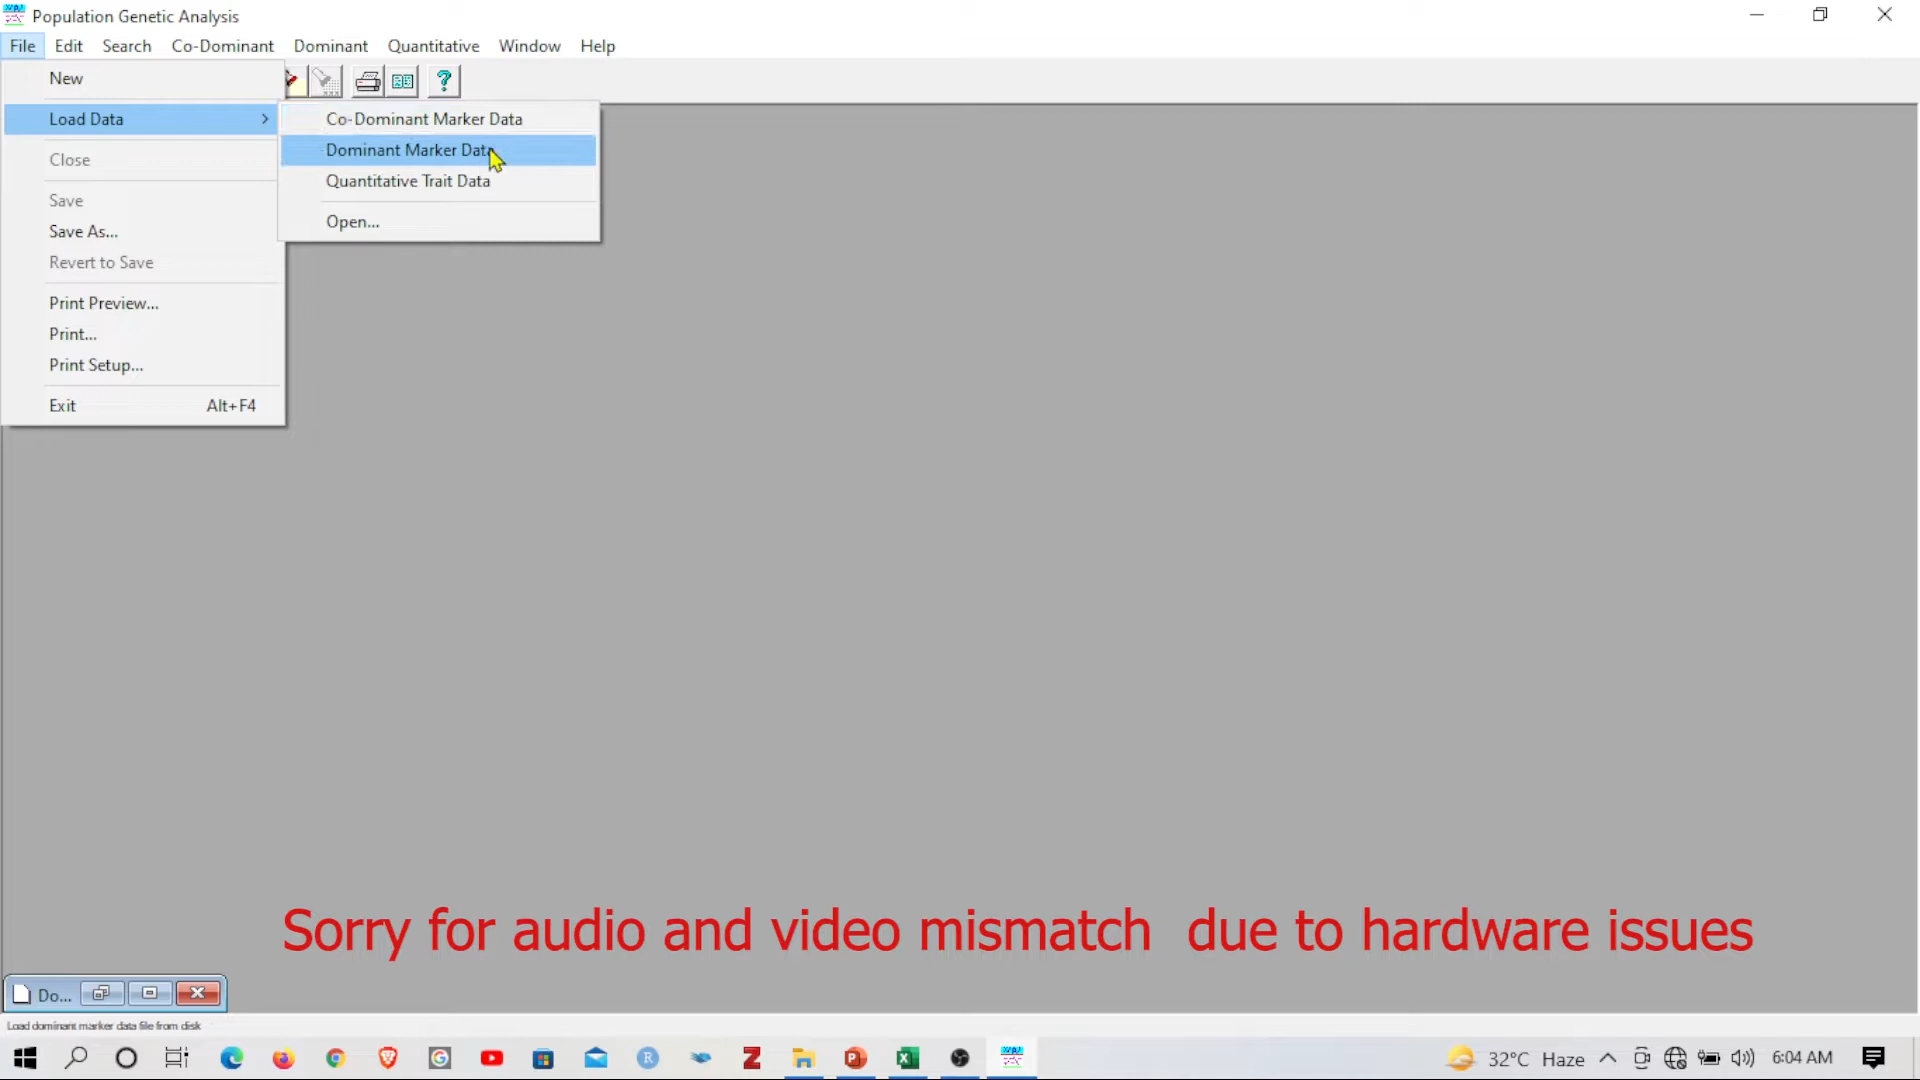 Population Genetic Analysis
File Edit Search Co-Dominant Dominant Quantitative Window Help
New
Load Data
Co-Dominant Marker Data
Dominant Marker Data
Quantitative Trait Data
Open...
Close
Save
Save As...
Revert to Save
Print Preview...
Print...
Print Setup...
Exit Alt+F4
Sorry for audio and video mismatch due to hardware issues
Do...
Load dominant marker data file from disk
32°C Haze 6:04 AM